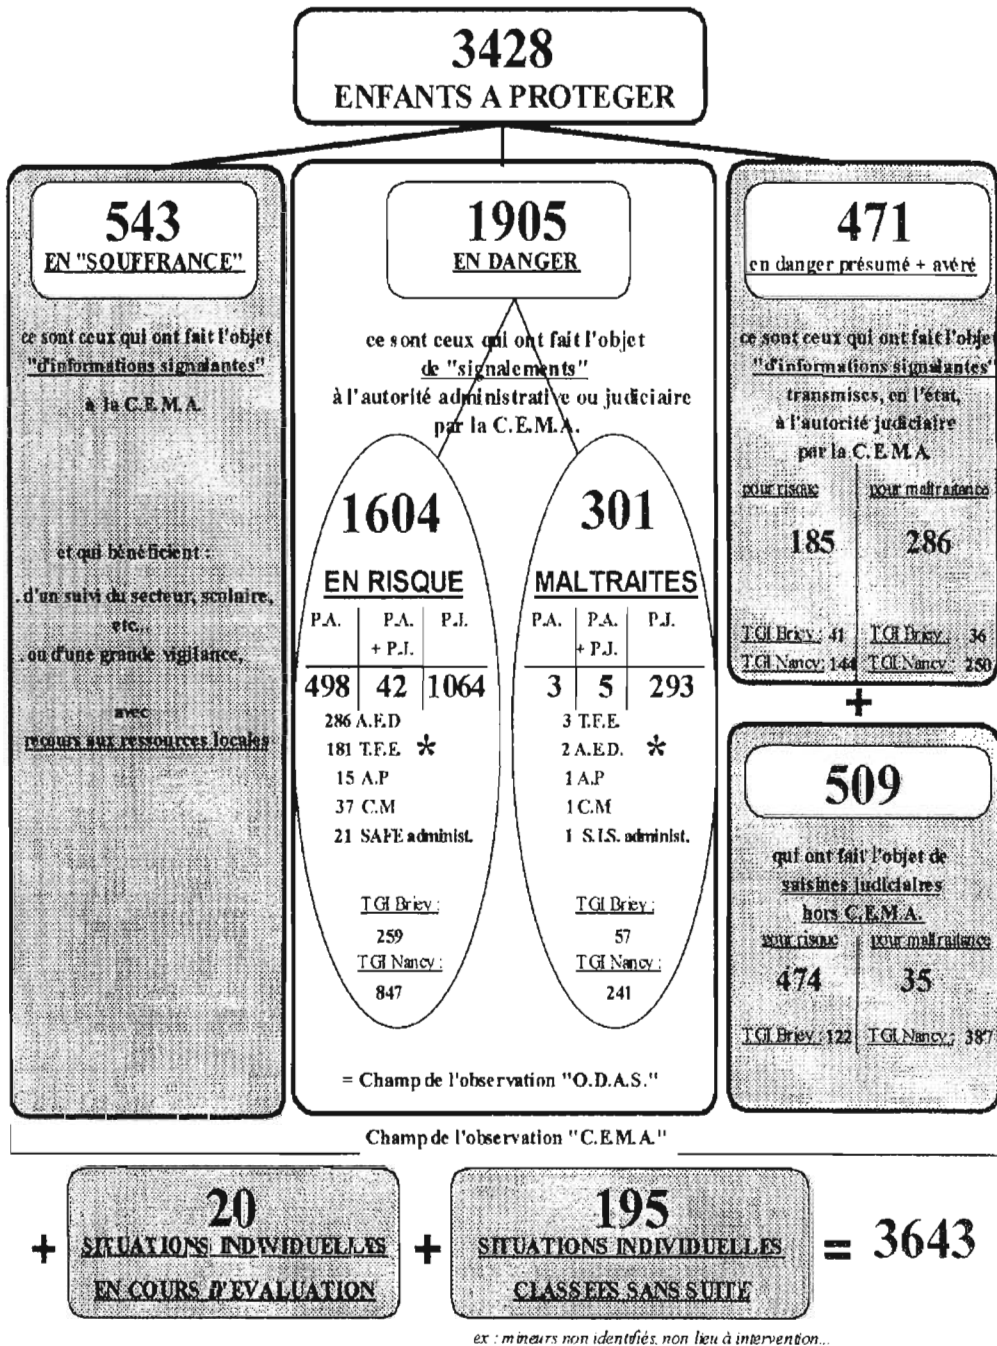 3428
ENFANTS A PROTEGER
543
EN "SOUFFRANCE"
ce sont ceux qui ont fait l'objet
"d'informations signalantes"
à la C.E.M.A.
et qui bénéficient :
. d'un suivi du secteur, scolaire,
etc...
. ou d'une grande vigilance,
avec
recours aux ressources locales
1905
EN DANGER
ce sont ceux qui ont fait l'objet
de "signalements"
à l'autorité administrative ou judiciaire
par la C.E.M.A.
1604
EN RISQUE
P.A. P.A. P.J.
+ P.J.
498 42 1064
286 A.E.D
181 T.F.E. *
15 A.P
37 C.M
21 SAFE administ.
TGI Briey :
259
TGI Nancy :
847
301
MALTRAITES
P.A. P.A. P.J.
+ P.J.
3 5 293
3 T.F.E.
2 A.E.D. *
1 A.P
1 C.M
1 S.I.S. administ.
TGI Briey :
57
TGI Nancy :
241
= Champ de l'observation "O.D.A.S."
471
en danger présumé + avéré
ce sont ceux qui ont fait l'objet
"d'informations signalantes"
transmises, en l'état,
à l'autorité judiciaire
par la C.E.M.A.
pour risque pour maltraitance
185 286
TGI Briey : 41 TGI Briey : 36
TGI Nancy: 144 TGI Nancy : 250
+
509
qui ont fait l'objet de
saisines judiciaires
hors C.E.M.A.
pour risque pour maltraitance
474 35
TGI Briey : 122 TGI Nancy : 387
Champ de l'observation "C.E.M.A."
+ 20
SITUATIONS INDIVIDUELLES
EN COURS D'EVALUATION
+ 195
SITUATIONS INDIVIDUELLES
CLASSEES SANS SUITE
= 3643
ex : mineurs non identifiés, non lieu à intervention...